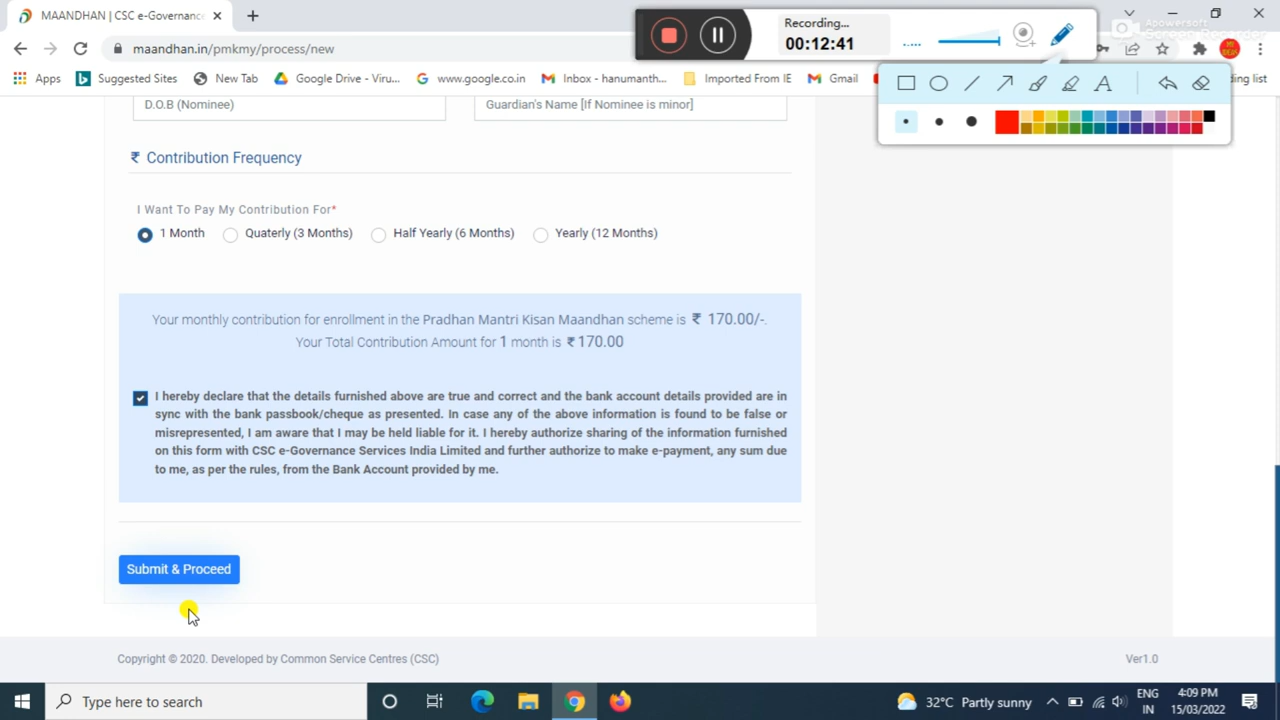 MAANDHAN | CSC e-Governance
maandhan.in/pmkmy/process/new
Recording...
00:12:41
Apowersoft
Screen Recorder
Apps
Suggested Sites
New Tab
Google Drive - Viru...
www.google.co.in
Inbox - hanumanth...
Imported From IE
Gmail
ding list
A
D.O.B (Nominee)
Guardian's Name [If Nominee is minor]
₹ Contribution Frequency
I Want To Pay My Contribution For*
1 Month
Quaterly (3 Months)
Half Yearly (6 Months)
Yearly (12 Months)
Your monthly contribution for enrollment in the Pradhan Mantri Kisan Maandhan scheme is ₹ 170.00/-.
Your Total Contribution Amount for 1 month is ₹170.00
I hereby declare that the details furnished above are true and correct and the bank account details provided are in
sync with the bank passbook/cheque as presented. In case any of the above information is found to be false or
misrepresented, I am aware that I may be held liable for it. I hereby authorize sharing of the information furnished
on this form with CSC e-Governance Services India Limited and further authorize to make e-payment, any sum due
to me, as per the rules, from the Bank Account provided by me.
Submit & Proceed
Copyright © 2020. Developed by Common Service Centres (CSC)
Ver1.0
Type here to search
32°C Partly sunny
ENG
IN
4:09 PM
15/03/2022